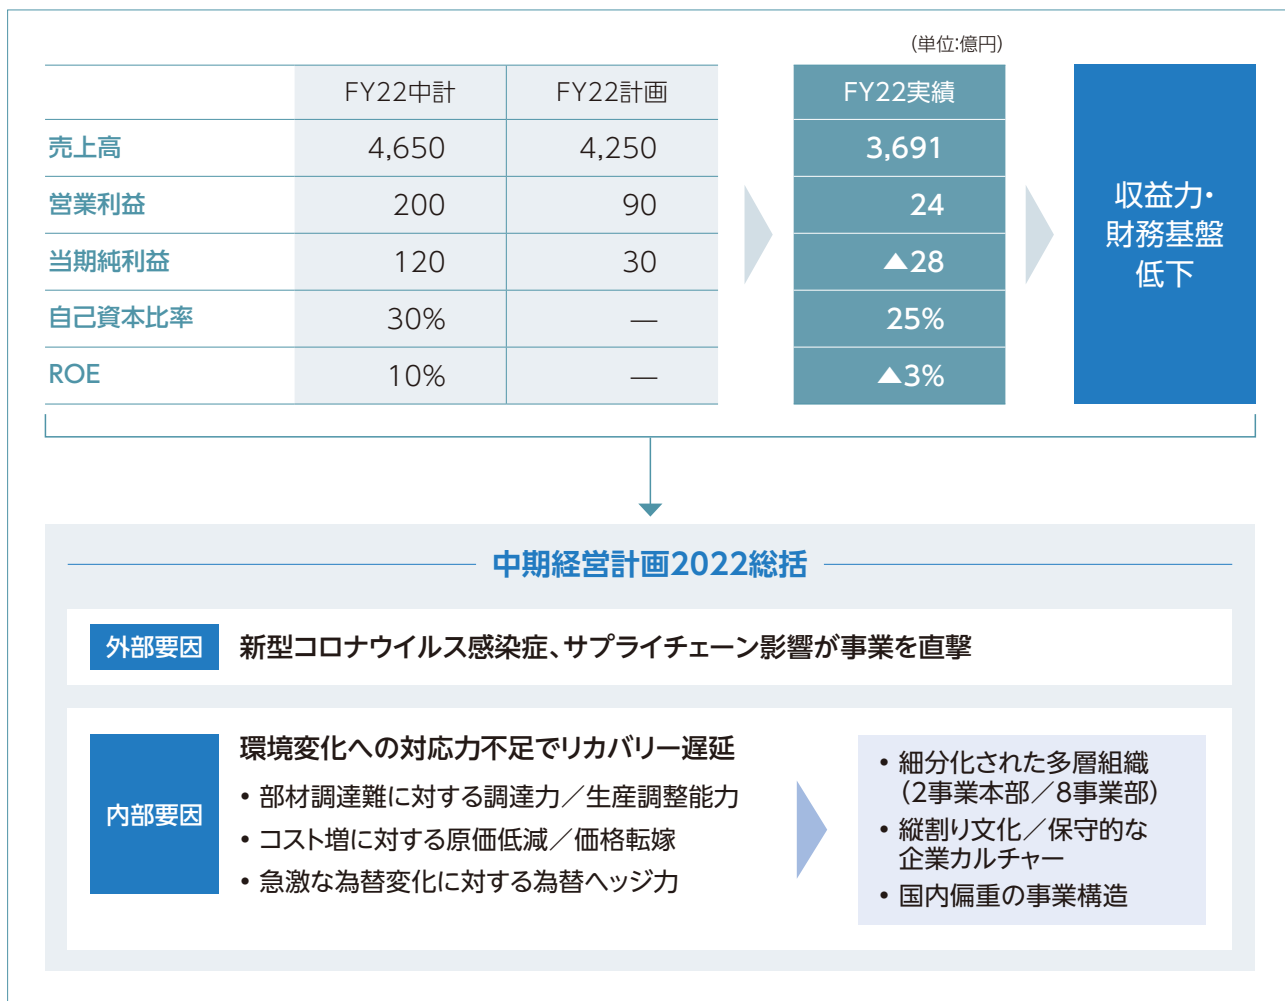 (単位:億円)
FY22中計 FY22計画 FY22実績
売上高 4,650 4,250 3,691
営業利益 200 90 24
当期純利益 120 30 ▲28
自己資本比率 30% — 25%
ROE 10% — ▲3%
収益力・
財務基盤
低下
中期経営計画2022総括
外部要因 新型コロナウイルス感染症、サプライチェーン影響が事業を直撃
内部要因
環境変化への対応力不足でリカバリー遅延
• 部材調達難に対する調達力／生産調整能力
• コスト増に対する原価低減／価格転嫁
• 急激な為替変化に対する為替ヘッジ力
• 細分化された多層組織
（2事業本部／8事業部）
• 縦割り文化／保守的な
企業カルチャー
• 国内偏重の事業構造